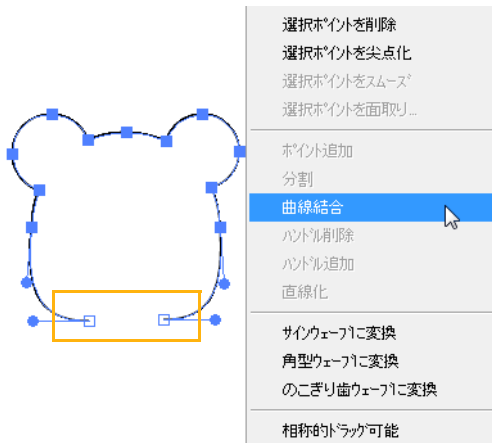 選択ﾎﾟｲﾝﾄを削除
選択ﾎﾟｲﾝﾄを尖点化
選択ﾎﾟｲﾝﾄをｽﾑｰｽﾞ
選択ﾎﾟｲﾝﾄを面取り...
ﾎﾟｲﾝﾄ追加
分割
曲線結合
ﾊﾝﾄﾞﾙ削除
ﾊﾝﾄﾞﾙ追加
直線化
ｻｲﾝｳｪｰﾌﾞに変換
角型ｳｪｰﾌﾞに変換
のこぎり歯ｳｪｰﾌﾞに変換
相称的ﾄﾞﾗｯｸﾞ可能